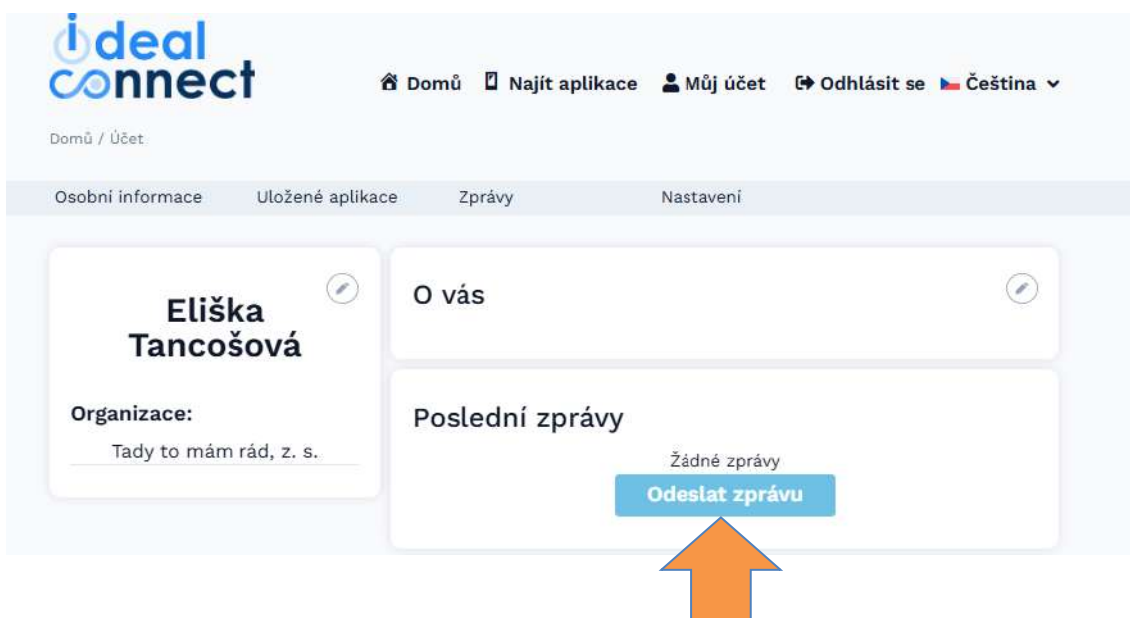 ideal
connect
Domů Najít aplikace Můj účet Odhlásit se Čeština
Domů / Účet
Osobní informace Uložené aplikace Zprávy Nastavení
Eliška
Tancošová
Organizace:
Tady to mám rád, z. s.
O vás
Poslední zprávy
Žádné zprávy
Odeslat zprávu